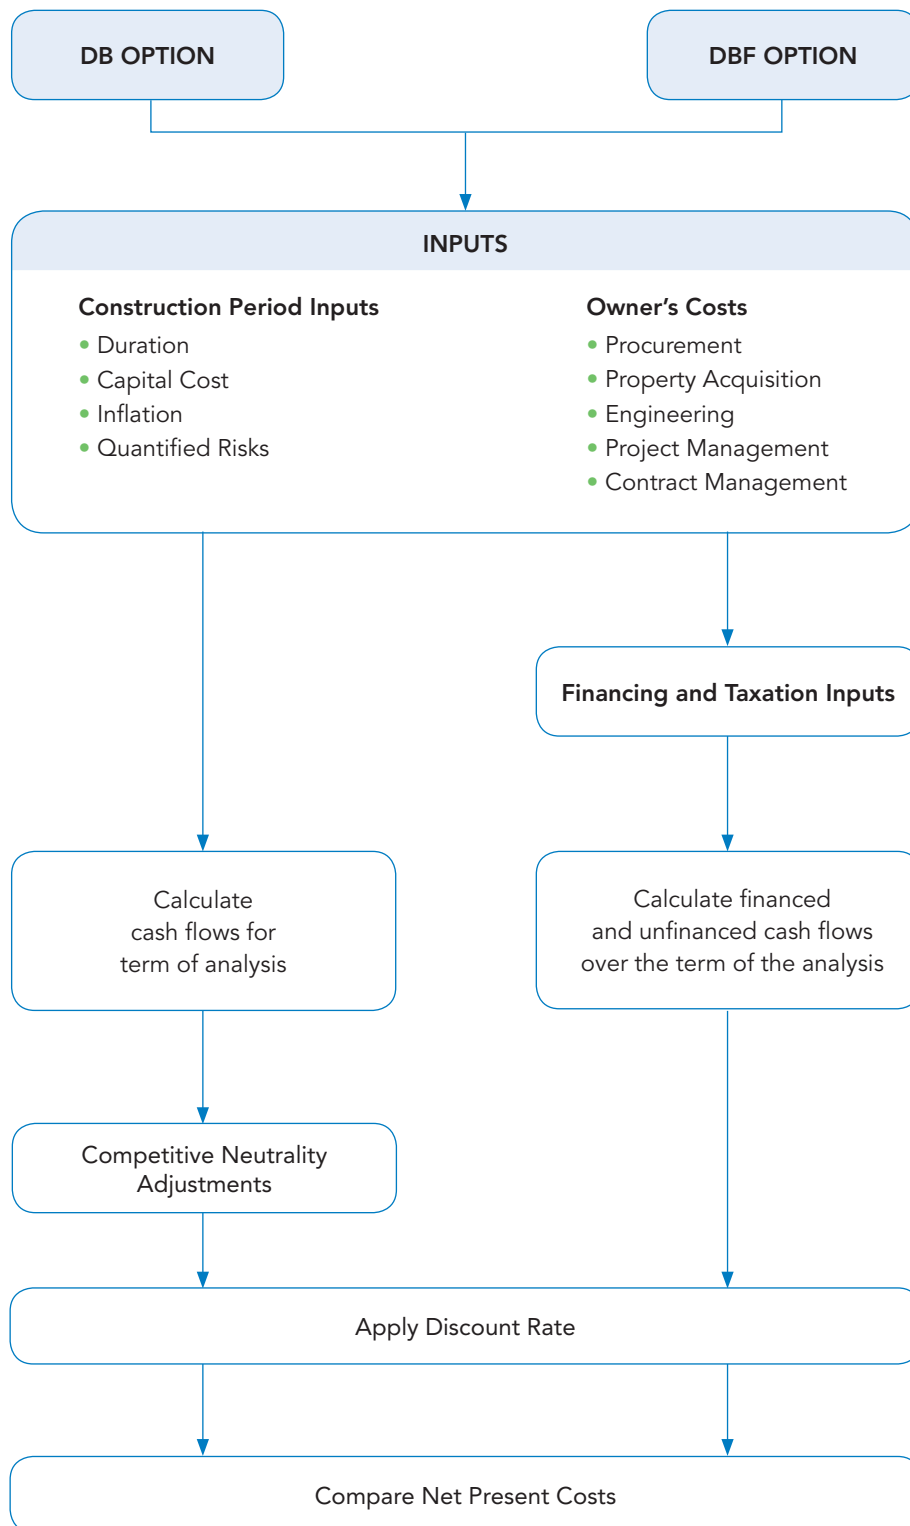 DB OPTION
DBF OPTION
INPUTS
Construction Period Inputs
• Duration
• Capital Cost
• Inflation
• Quantified Risks
Owner’s Costs
• Procurement
• Property Acquisition
• Engineering
• Project Management
• Contract Management
Financing and Taxation Inputs
Calculate
cash flows for
term of analysis
Calculate financed
and unfinanced cash flows
over the term of the analysis
Competitive Neutrality
Adjustments
Apply Discount Rate
Compare Net Present Costs